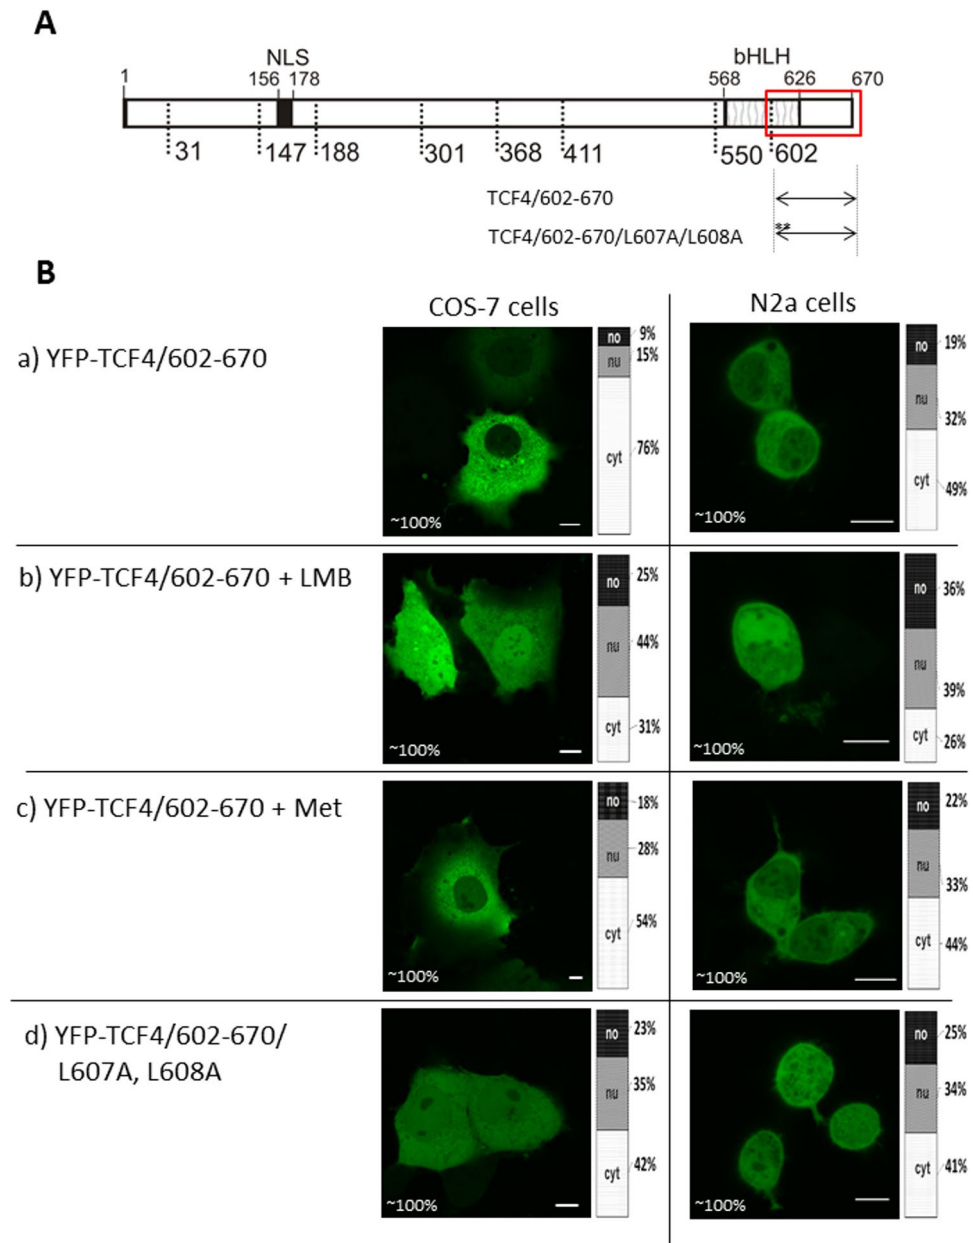 A
NLS
bHLH
1
156
178
568
626
670
31
147
188
301
368
411
550
602
TCF4/602-670
**
TCF4/602-670/L607A/L608A
B
COS-7 cells
N2a cells
a) YFP-TCF4/602-670
no
9%
nu
15%
cyt
76%
~100%
no
19%
nu
32%
cyt
49%
~100%
b) YFP-TCF4/602-670 + LMB
no
25%
nu
44%
cyt
31%
~100%
no
36%
nu
39%
cyt
26%
~100%
c) YFP-TCF4/602-670 + Met
no
18%
nu
28%
cyt
54%
~100%
no
22%
nu
33%
cyt
44%
~100%
d) YFP-TCF4/602-670/
L607A, L608A
no
23%
nu
35%
cyt
42%
~100%
no
25%
nu
34%
cyt
41%
~100%